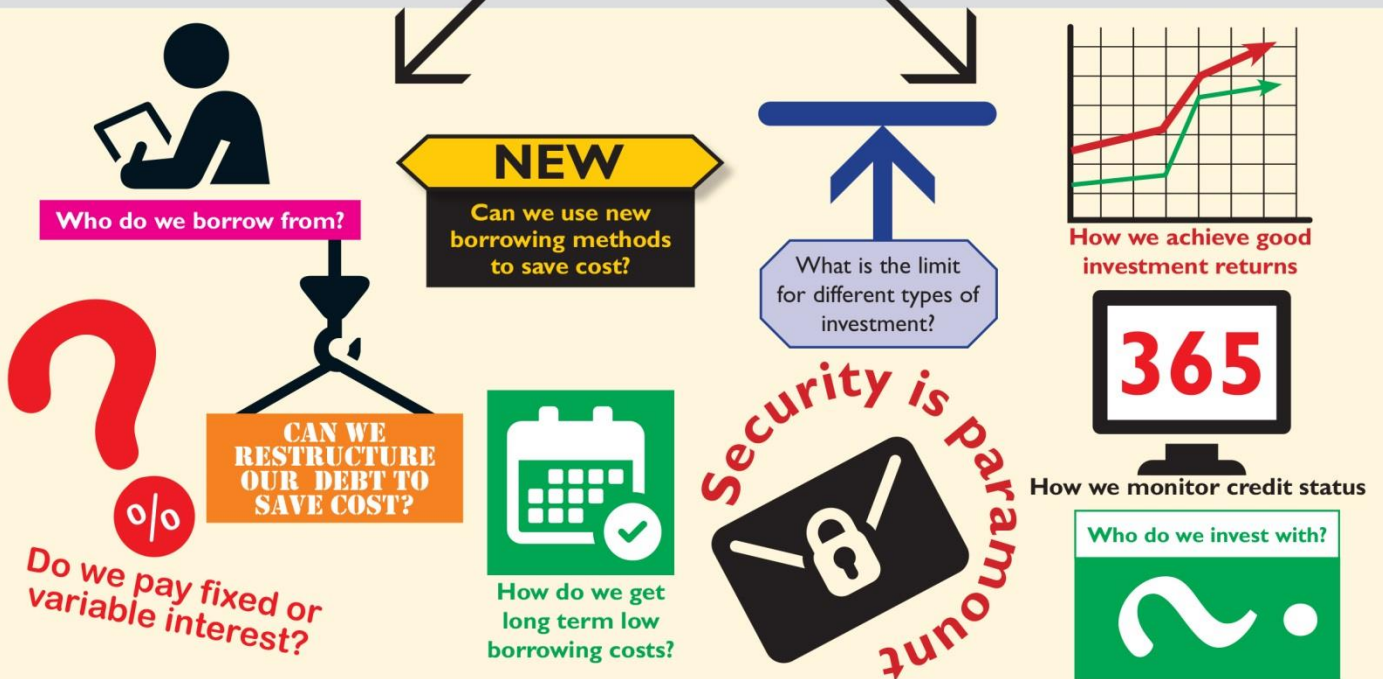 Who do we borrow from?
NEW
Can we use new
borrowing methods
to save cost?
What is the limit
for different types of
investment?
How we achieve good
investment returns
365
How we monitor credit status
CAN WE
RESTRUCTURE
OUR DEBT TO
SAVE COST?
%
Do we pay fixed or
variable interest?
How do we get
long term low
borrowing costs?
Security is paramount
Who do we invest with?
?